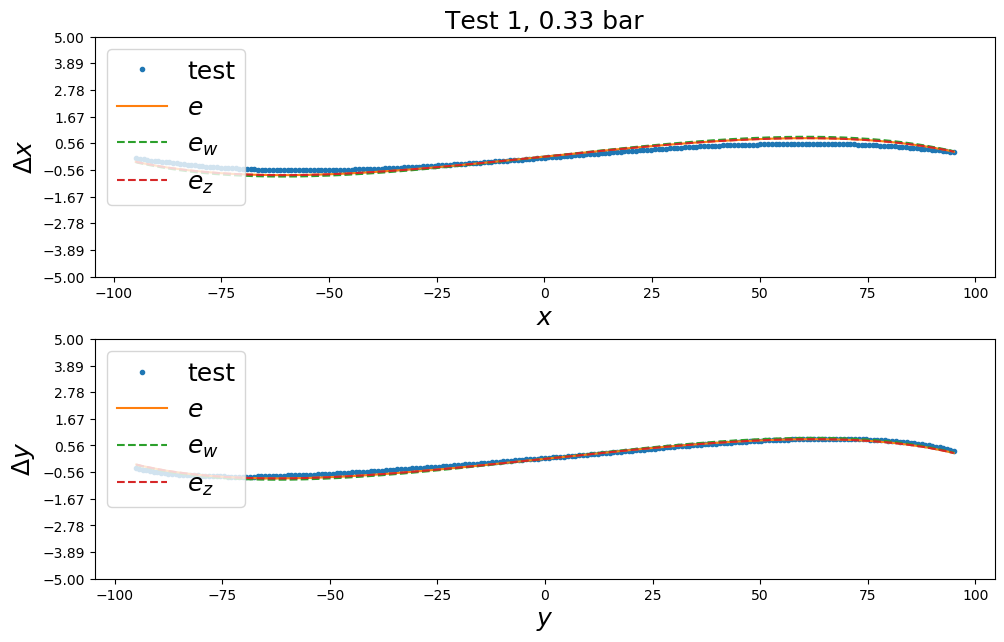 Test 1, 0.33 bar
5.00
3.89
2.78
1.67
0.56
−0.56
−1.67
−2.78
−3.89
−5.00
Δx
test
e
e_w
e_z
−100 −75 −50 −25 0 25 50 75 100
x
5.00
3.89
2.78
1.67
0.56
−0.56
−1.67
−2.78
−3.89
−5.00
Δy
test
e
e_w
e_z
−100 −75 −50 −25 0 25 50 75 100
y